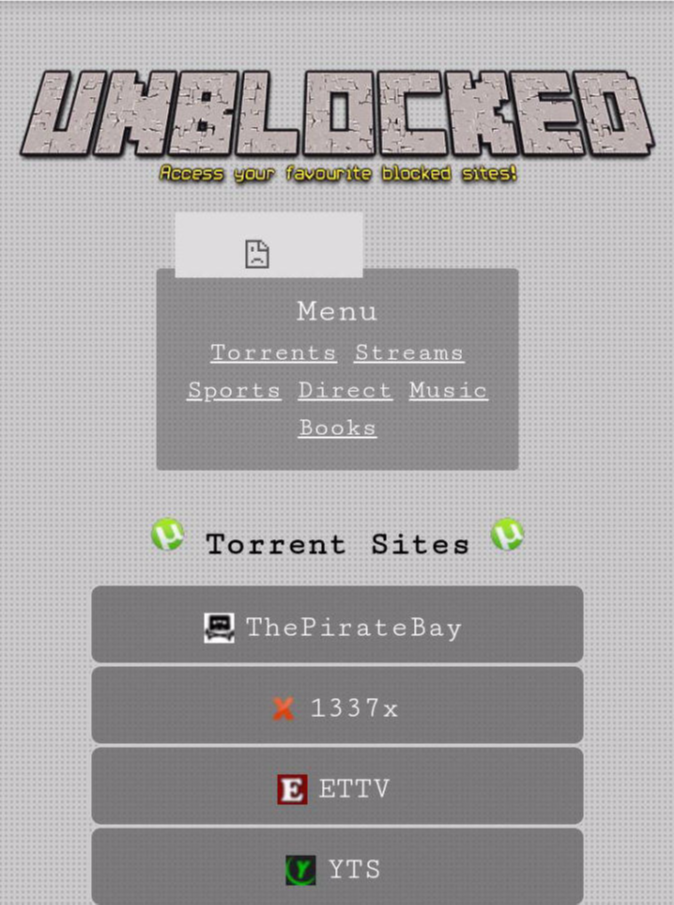 UNBLOCKED
Access your favourite blocked sites!
Menu
Torrents Streams
Sports Direct Music
Books
µ Torrent Sites µ
ThePirateBay
1337x
E ETTV
Y YTS